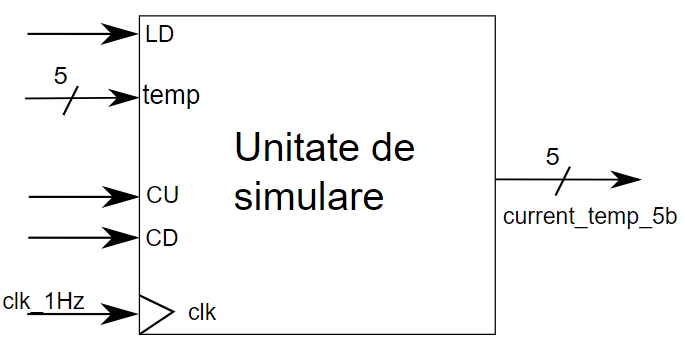 LD
5
temp
Unitate de
simulare
5
CU
current_temp_5b
CD
clk_1Hz
clk